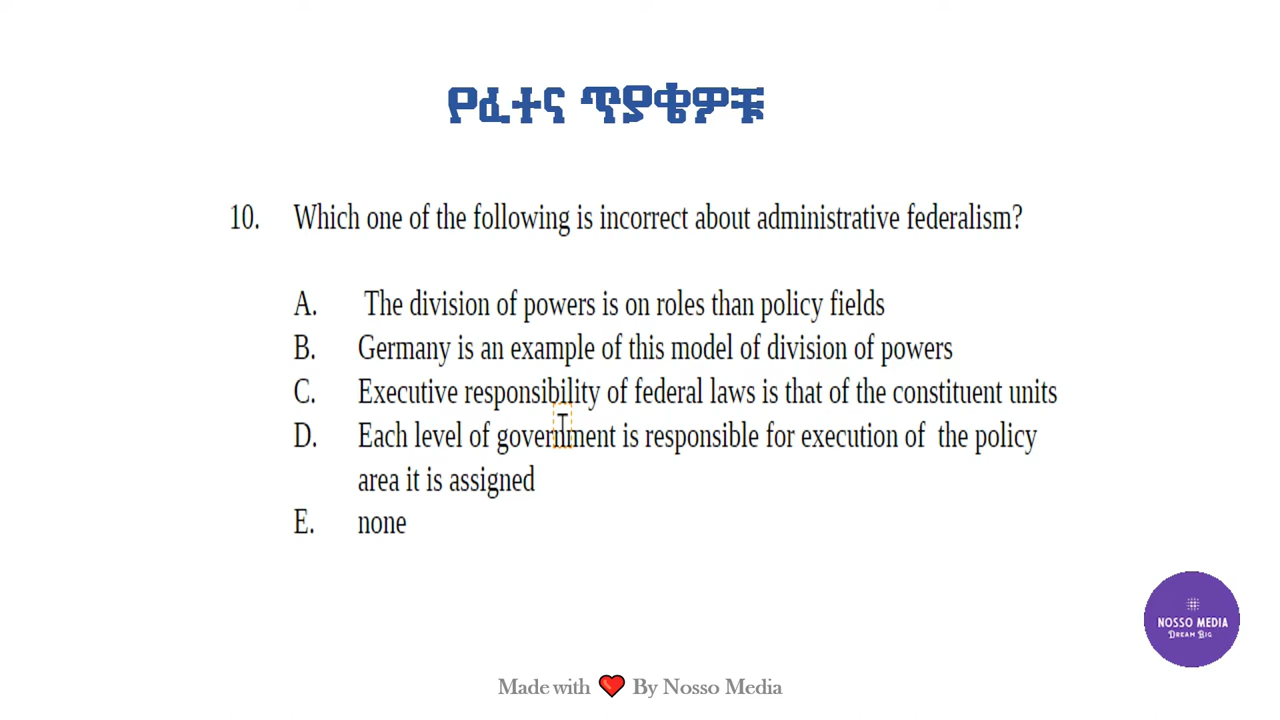 የፈተና ጥያቄዎቹ
10. Which one of the following is incorrect about administrative federalism?
A. The division of powers is on roles than policy fields
B. Germany is an example of this model of division of powers
C. Executive responsibility of federal laws is that of the constituent units
D. Each level of government is responsible for execution of the policy
area it is assigned
E. none
NOSSO MEDIA
DREAM BIG
Made with ❤️ By Nosso Media